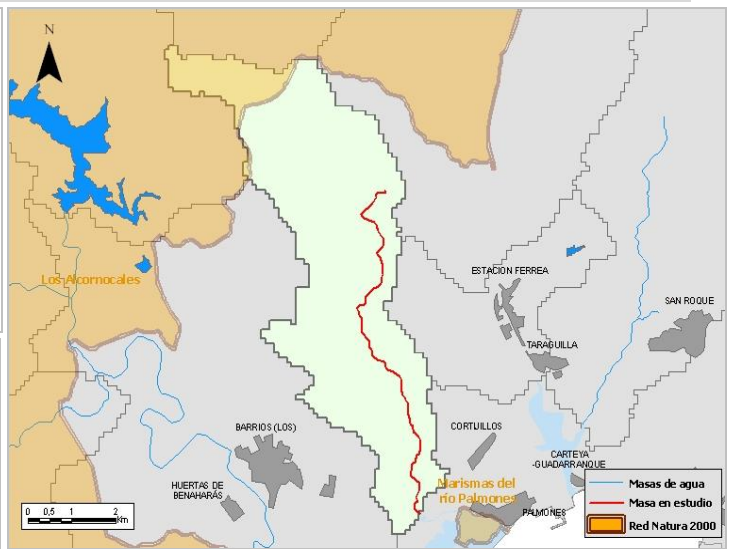 N
Los Alcornocales
ESTACION FERREA
SAN ROQUE
TARAGUILLA
BARRIOS (LOS)
CORTIJILLOS
CARTEYA
-GUADARRANQUE
HUERTAS DE
BENAHARÁS
Marismas del
río Palmones
PALMONES
0 0,5 1 2
Km
Masas de agua
Masa en estudio
Red Natura 2000